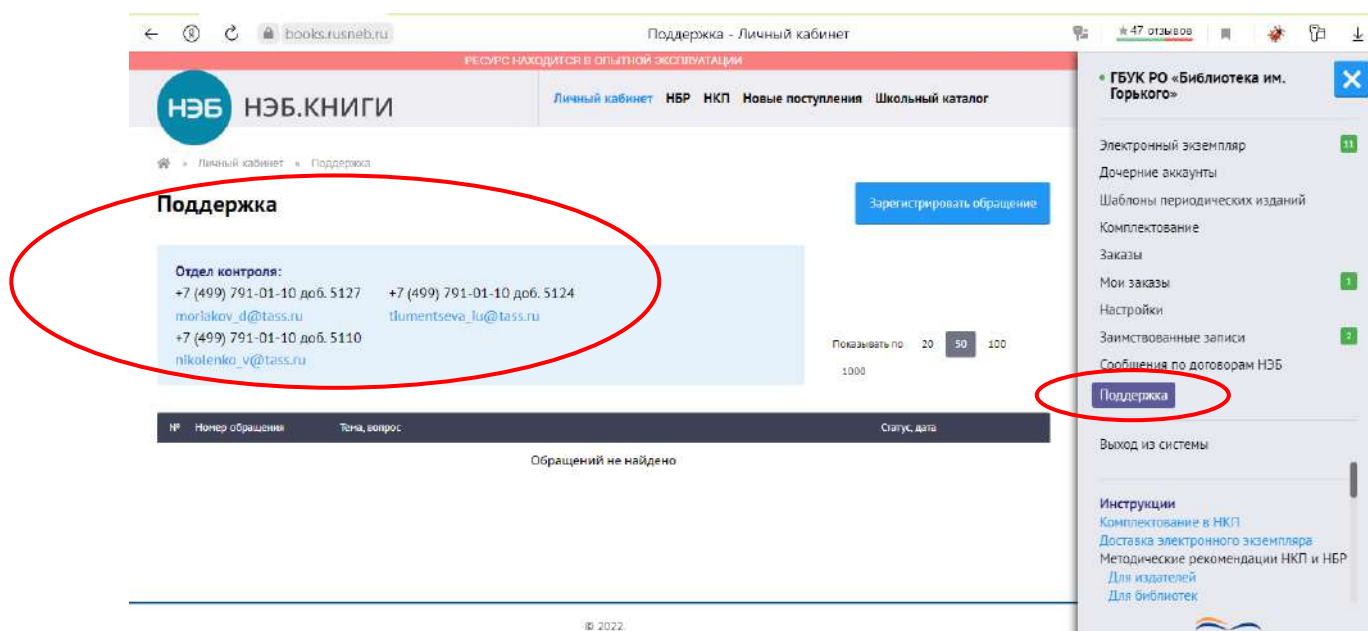 books.rusneb.ru
Поддержка - Личный кабинет
★ 47 отзывов
РЕСУРС НАХОДИТСЯ В ОПЫТНОЙ ЭКСПЛУАТАЦИИ
нэб НЭБ.КНИГИ
Личный кабинет НБР НКП Новые поступления Школьный каталог
» Личный кабинет » Поддержка
Поддержка
Зарегистрировать обращение
Отдел контроля:
+7 (499) 791-01-10 доб. 5127 +7 (499) 791-01-10 доб. 5124
morlakov_d@tass.ru tlumentseva_iu@tass.ru
+7 (499) 791-01-10 доб. 5110
nikolenko_v@tass.ru
Показывать по 20 50 100
1000
№ Номер обращения Тема, вопрос Статус, дата
Обращений не найдено
© 2022.
ГБУК РО «Библиотека им.
Горького»
Электронный экземпляр 11
Дочерние аккаунты
Шаблоны периодических изданий
Комплектование
Заказы
Мои заказы 1
Настройки
Заимствованные записи 2
Сообщения по договорам НЭБ
Поддержка
Выход из системы
Инструкции
Комплектование в НКП
Доставка электронного экземпляра
Методические рекомендации НКП и НБР
Для издателей
Для библиотек